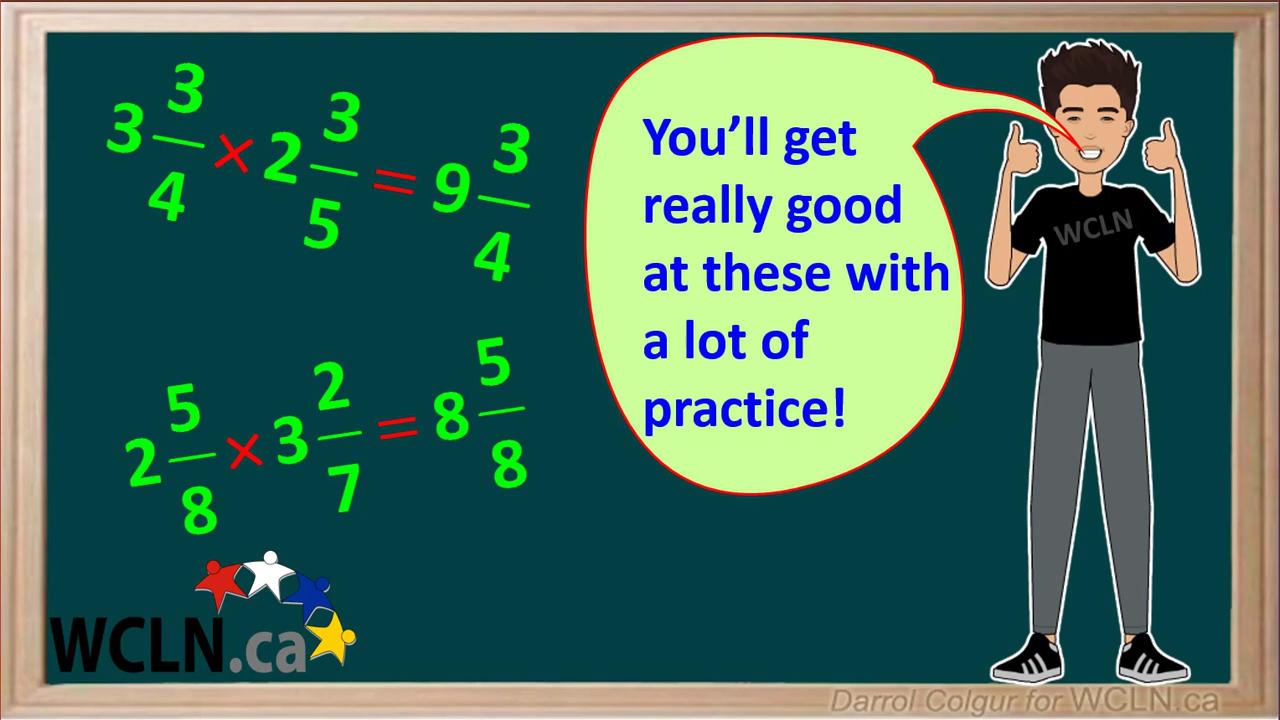 3 3/4 × 2 3/5 = 9 3/4
2 5/8 × 3 2/7 = 8 5/8
You’ll get
really good
at these with
a lot of
practice!
WCLN
WCLN.ca
Darrol Colgur for WCLN.ca